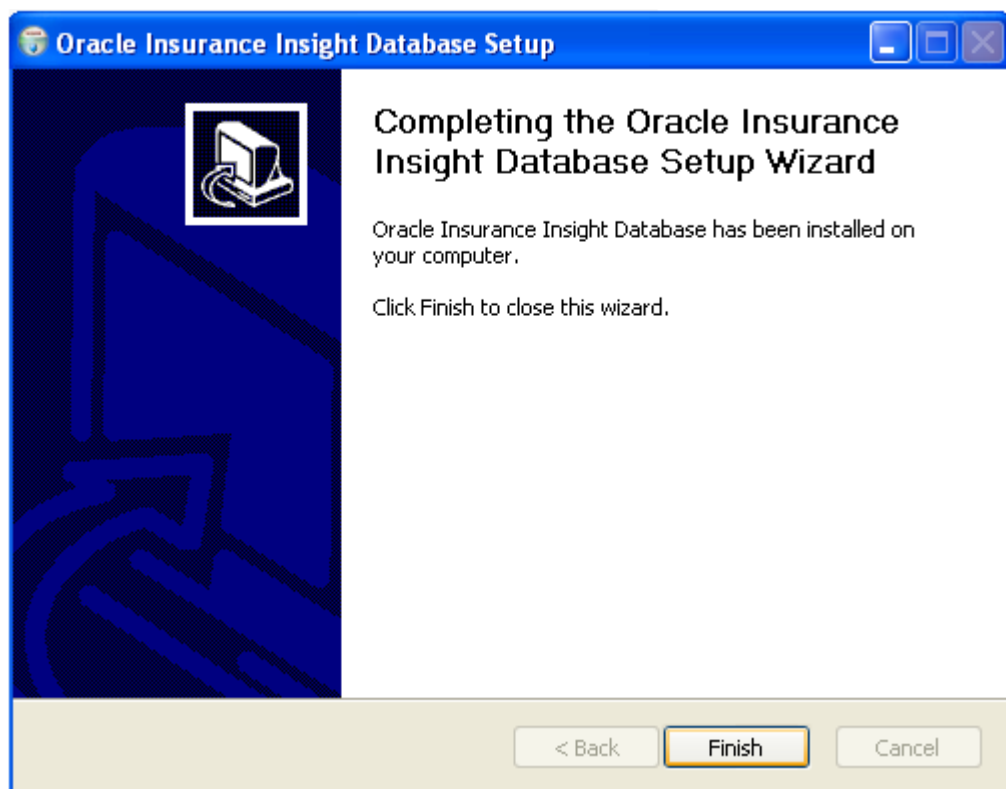 Oracle Insurance Insight Database Setup
Completing the Oracle Insurance
Insight Database Setup Wizard
Oracle Insurance Insight Database has been installed on
your computer.
Click Finish to close this wizard.
< Back
Finish
Cancel